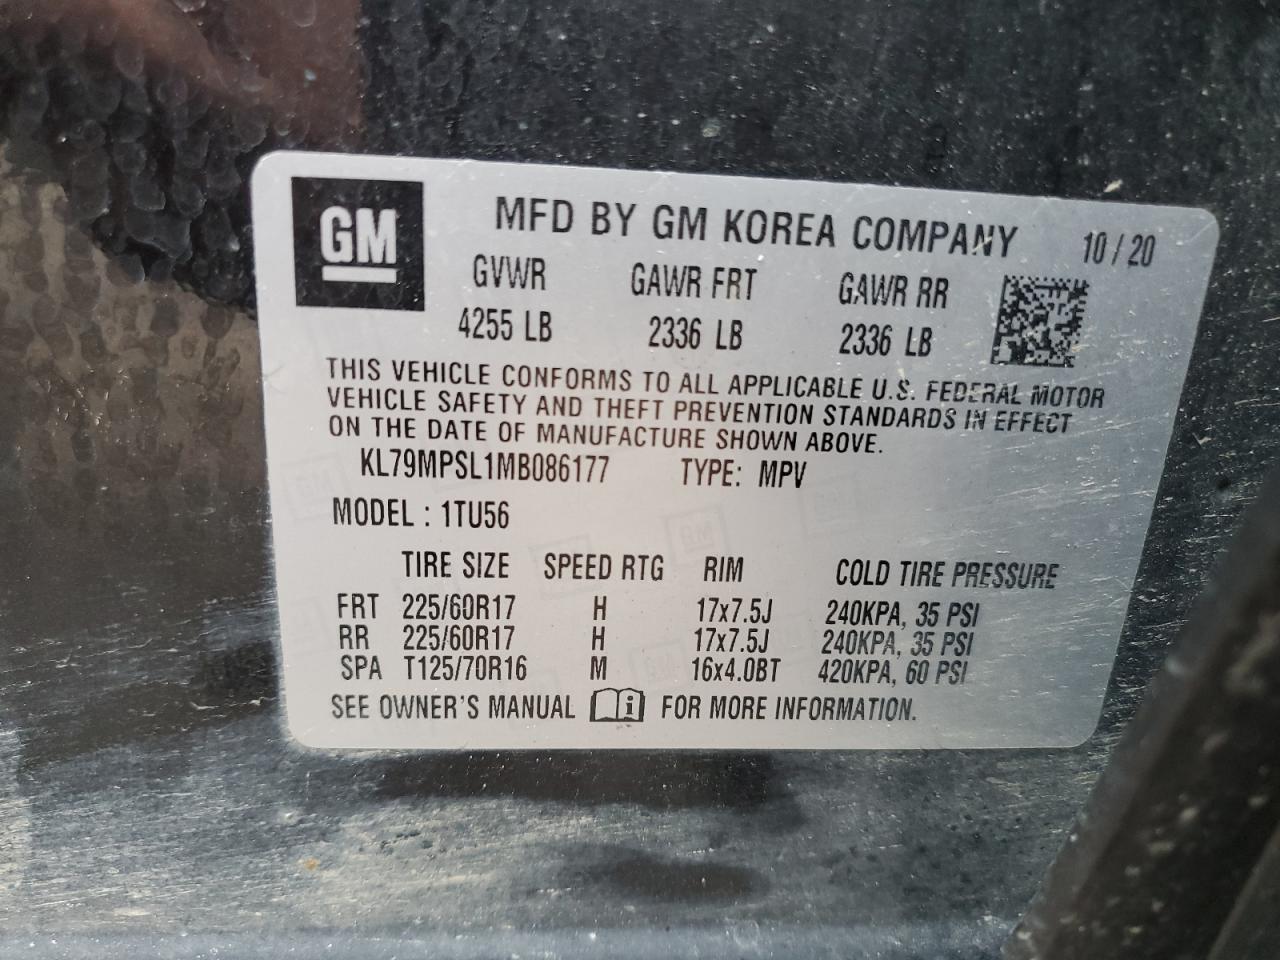 GM
MFD BY GM KOREA COMPANY 10/20
GVWR GAWR FRT GAWR RR
4255 LB 2336 LB 2336 LB
THIS VEHICLE CONFORMS TO ALL APPLICABLE U.S. FEDERAL MOTOR
VEHICLE SAFETY AND THEFT PREVENTION STANDARDS IN EFFECT
ON THE DATE OF MANUFACTURE SHOWN ABOVE.
KL79MPSL1MB086177 TYPE: MPV
MODEL : 1TU56
TIRE SIZE SPEED RTG RIM COLD TIRE PRESSURE
FRT 225/60R17 H 17x7.5J 240KPA, 35 PSI
RR 225/60R17 H 17x7.5J 240KPA, 35 PSI
SPA T125/70R16 M 16x4.0BT 420KPA, 60 PSI
SEE OWNER'S MANUAL i FOR MORE INFORMATION.